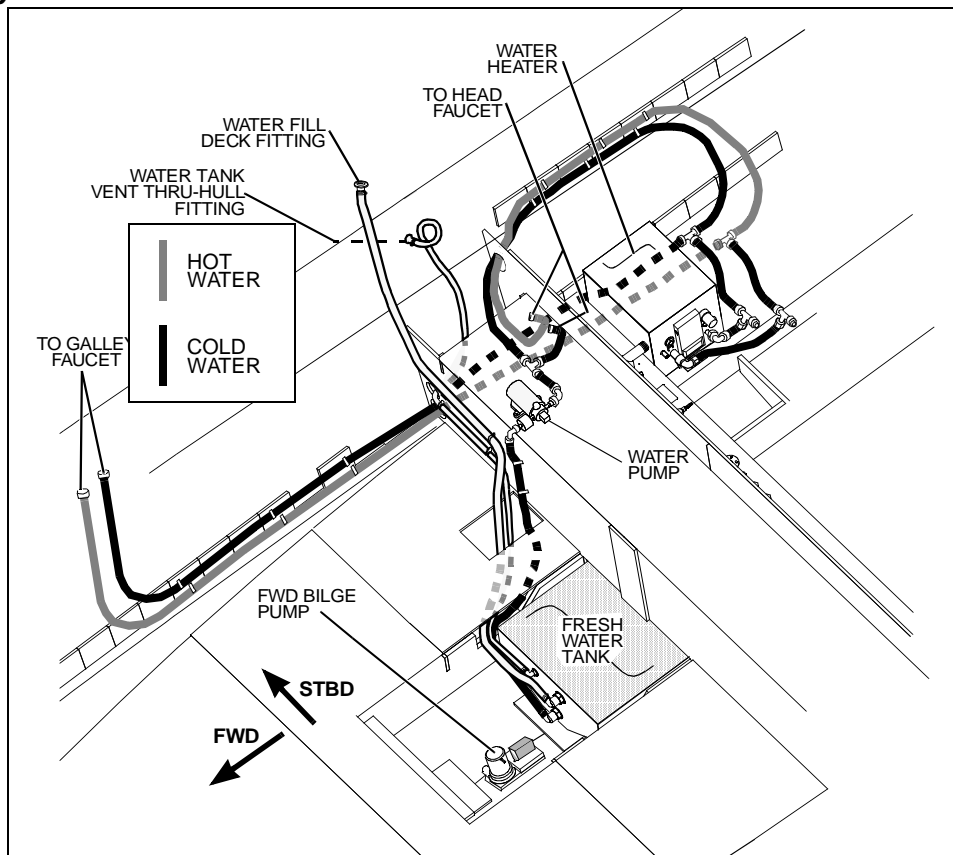 WATER
HEATER
TO HEAD
FAUCET
WATER FILL
DECK FITTING
WATER TANK
VENT THRU-HULL
FITTING
HOT
WATER
COLD
WATER
TO GALLEY
FAUCET
WATER
PUMP
FWD BILGE
PUMP
FRESH
WATER
TANK
STBD
FWD